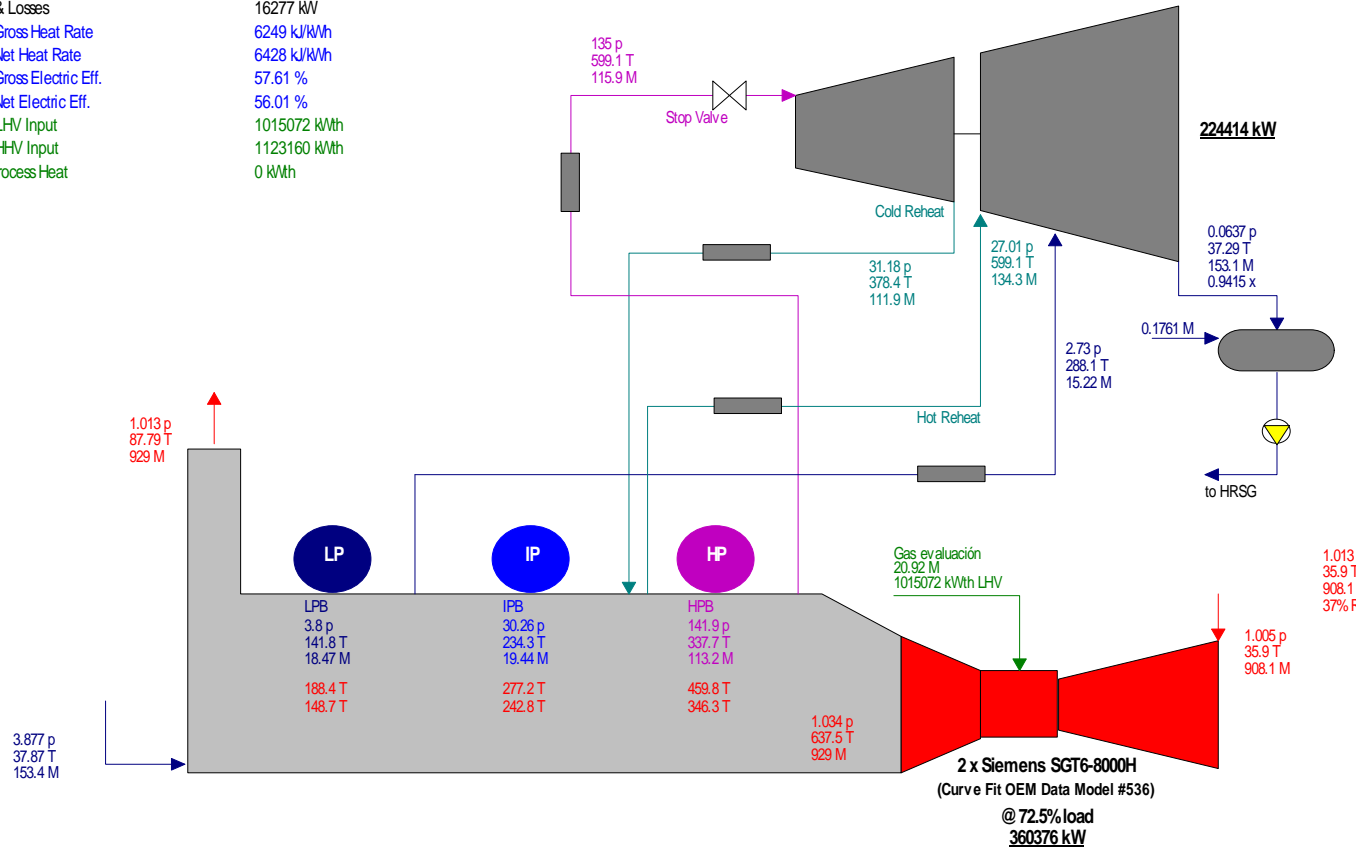 & Losses 16277 kW
Gross Heat Rate 6249 kJ/kWh
Net Heat Rate 6428 kJ/kWh
Gross Electric Eff. 57.61 %
Net Electric Eff. 56.01 %
LHV Input 1015072 kWth
HHV Input 1123160 kWth
rocess Heat 0 kWth
135 p
599.1 T
115.9 M
Stop Valve
224414 kW
Cold Reheat
31.18 p
378.4 T
111.9 M
27.01 p
599.1 T
134.3 M
0.0637 p
37.29 T
153.1 M
0.9415 x
0.1761 M
2.73 p
288.1 T
15.22 M
Hot Reheat
to HRSG
1.013 p
87.79 T
929 M
LP
IP
HP
LPB
3.8 p
141.8 T
18.47 M
188.4 T
148.7 T
IPB
30.26 p
234.3 T
19.44 M
277.2 T
242.8 T
HPB
141.9 p
337.7 T
113.2 M
459.8 T
346.3 T
Gas evaluación
20.92 M
1015072 kWth LHV
1.013
35.9 T
908.1
37% F
1.005 p
35.9 T
908.1 M
1.034 p
637.5 T
929 M
3.877 p
37.87 T
153.4 M
2 x Siemens SGT6-8000H
(Curve Fit OEM Data Model #536)
@ 72.5% load
360376 kW